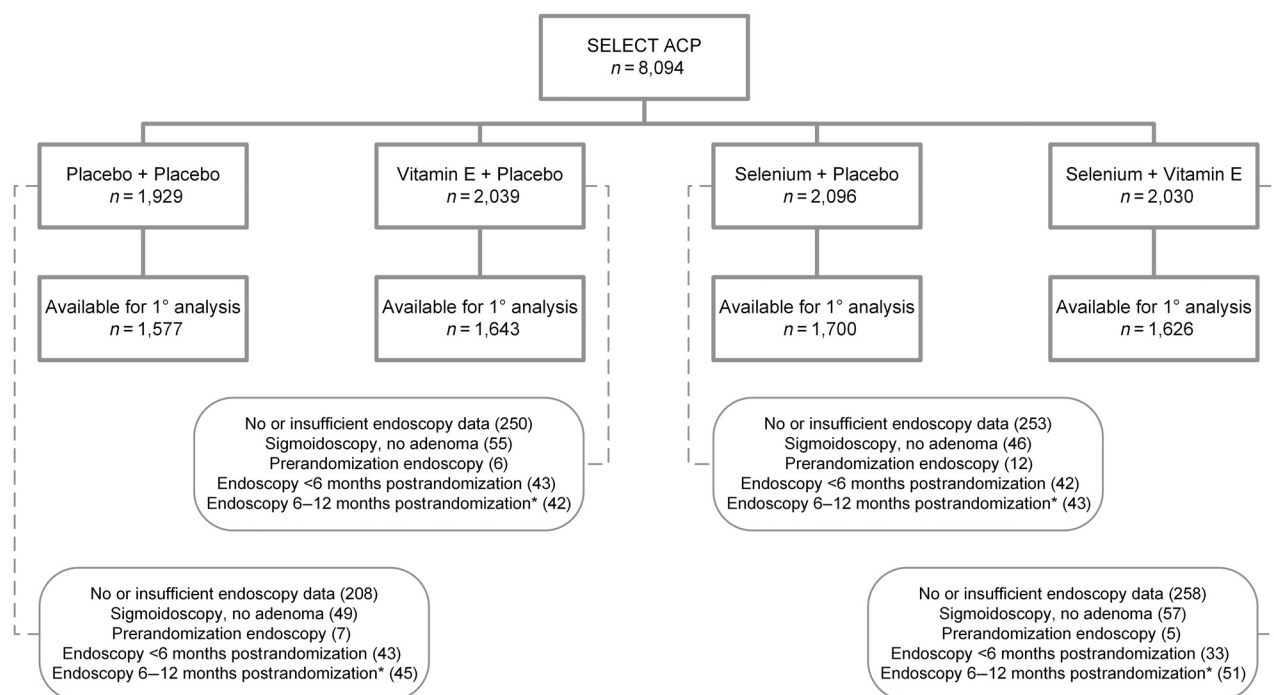 SELECT ACP
n = 8,094
Placebo + Placebo
n = 1,929
Vitamin E + Placebo
n = 2,039
Selenium + Placebo
n = 2,096
Selenium + Vitamin E
n = 2,030
Available for 1° analysis
n = 1,577
Available for 1° analysis
n = 1,643
Available for 1° analysis
n = 1,700
Available for 1° analysis
n = 1,626
No or insufficient endoscopy data (250)
Sigmoidoscopy, no adenoma (55)
Prerandomization endoscopy (6)
Endoscopy <6 months postrandomization (43)
Endoscopy 6–12 months postrandomization* (42)
No or insufficient endoscopy data (253)
Sigmoidoscopy, no adenoma (46)
Prerandomization endoscopy (12)
Endoscopy <6 months postrandomization (42)
Endoscopy 6–12 months postrandomization* (43)
No or insufficient endoscopy data (208)
Sigmoidoscopy, no adenoma (49)
Prerandomization endoscopy (7)
Endoscopy <6 months postrandomization (43)
Endoscopy 6–12 months postrandomization* (45)
No or insufficient endoscopy data (258)
Sigmoidoscopy, no adenoma (57)
Prerandomization endoscopy (5)
Endoscopy <6 months postrandomization (33)
Endoscopy 6–12 months postrandomization* (51)